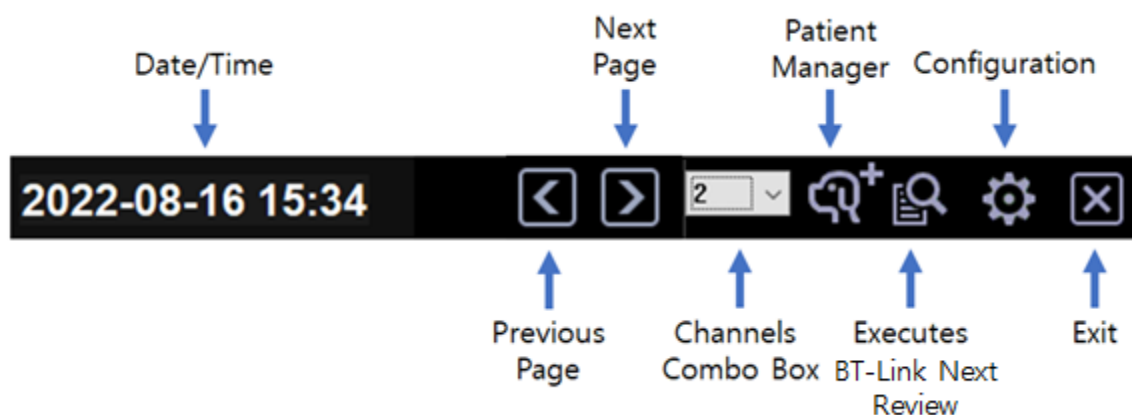 Date/Time
Next
Page
Patient
Manager
Configuration
2022-08-16 15:34
2
Previous
Page
Channels
Combo Box
Executes
BT-Link Next
Review
Exit